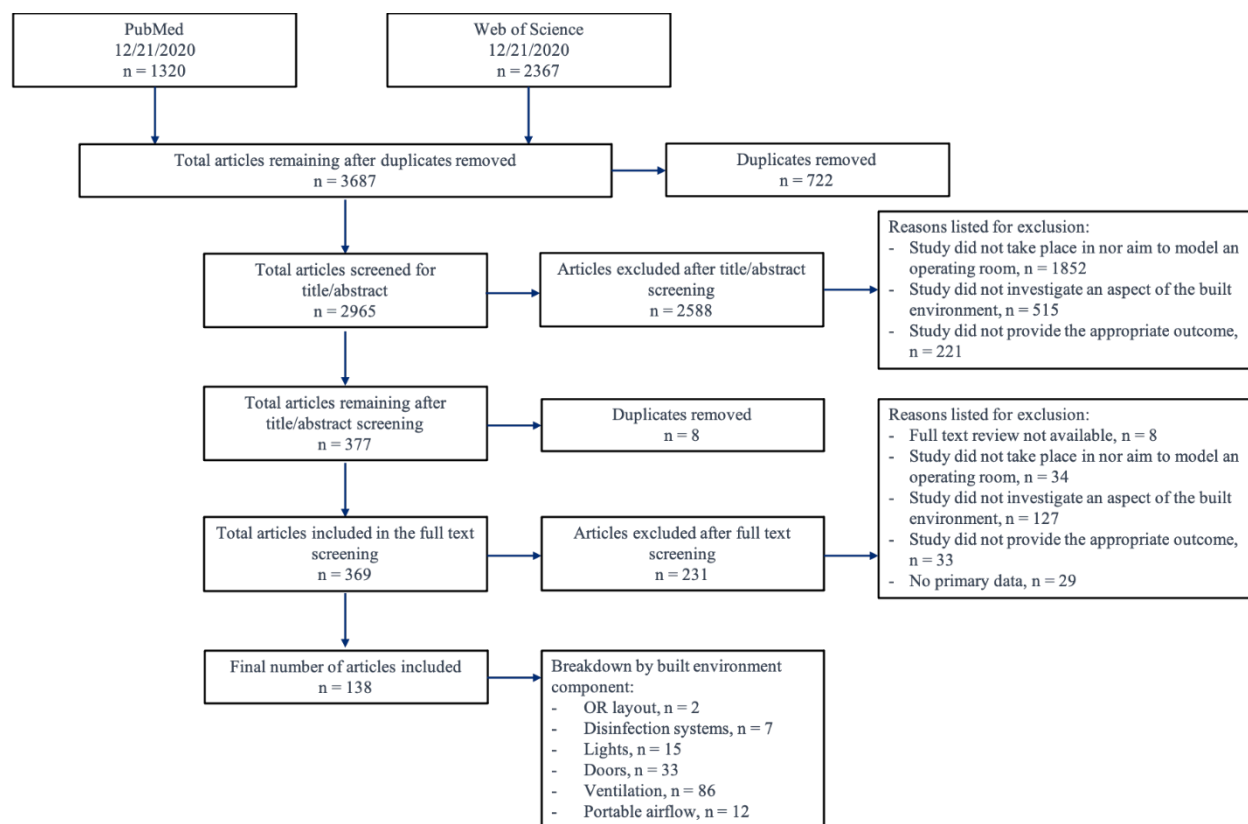 PubMed
12/21/2020
n = 1320
Web of Science
12/21/2020
n = 2367
Total articles remaining after duplicates removed
n = 3687
Duplicates removed
n = 722
Total articles screened for
title/abstract
n = 2965
Articles excluded after title/abstract
screening
n = 2588
Reasons listed for exclusion:
- Study did not take place in nor aim to model an
operating room, n = 1852
- Study did not investigate an aspect of the built
environment, n = 515
- Study did not provide the appropriate outcome,
n = 221
Total articles remaining after
title/abstract screening
n = 377
Duplicates removed
n = 8
Reasons listed for exclusion:
- Full text review not available, n = 8
- Study did not take place in nor aim to model an
operating room, n = 34
- Study did not investigate an aspect of the built
environment, n = 127
- Study did not provide the appropriate outcome,
n = 33
- No primary data, n = 29
Total articles included in the full text
screening
n = 369
Articles excluded after full text
screening
n = 231
Final number of articles included
n = 138
Breakdown by built environment
component:
- OR layout, n = 2
- Disinfection systems, n = 7
- Lights, n = 15
- Doors, n = 33
- Ventilation, n = 86
- Portable airflow, n = 12